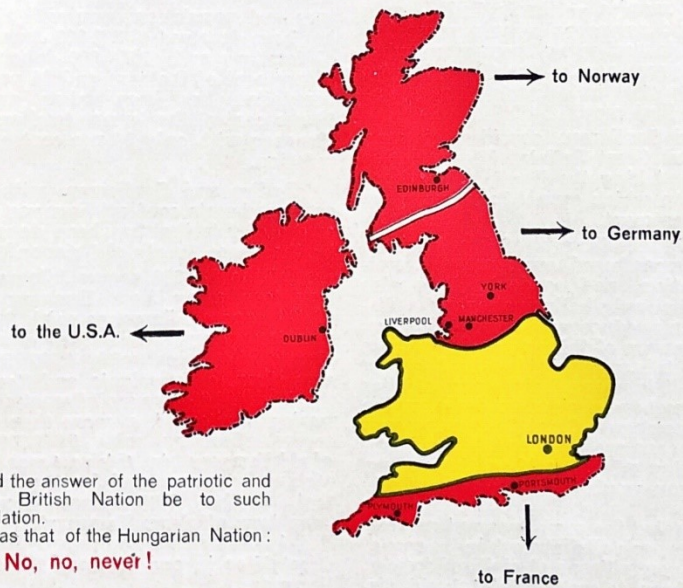 to Norway
EDINBURGH
to Germany
YORK
LIVERPOOL
MANCHESTER
to the U.S.A.
DUBLIN
LONDON
the answer of the patriotic and
British Nation be to such
as that of the Hungarian Nation:
No, no, never!
PORTSMOUTH
PLYMOUTH
to France